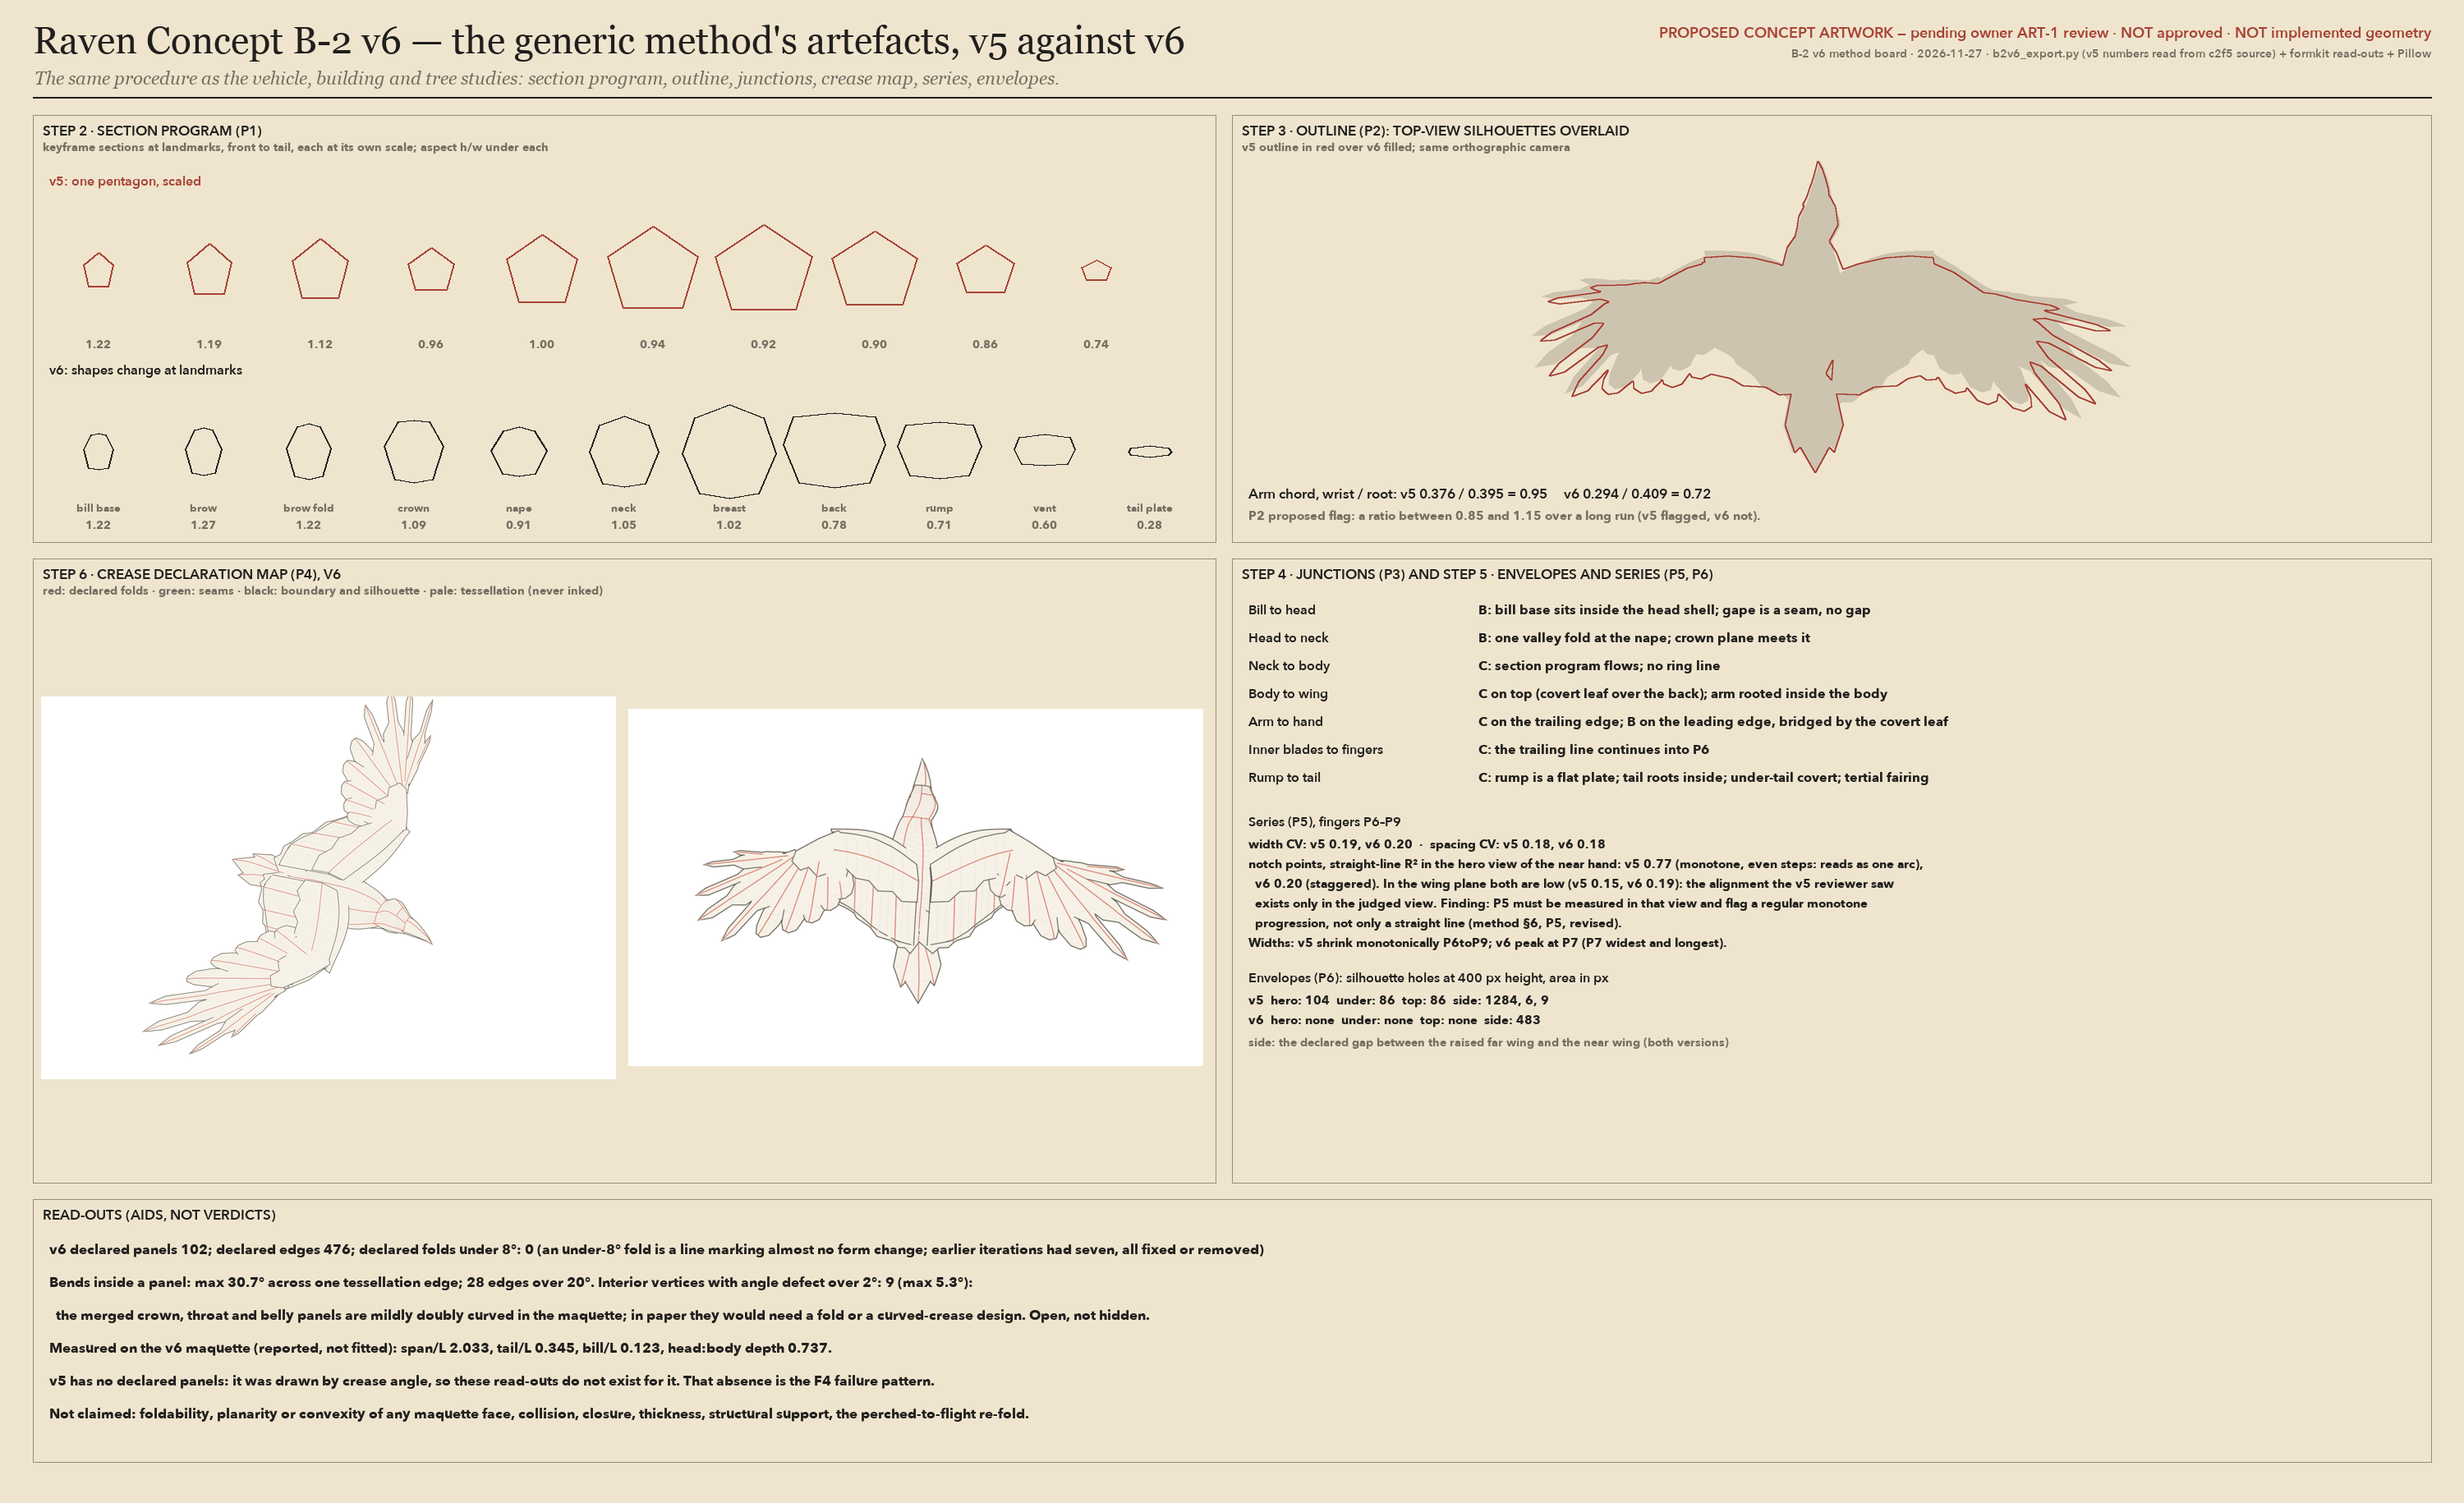 Raven Concept B-2 v6 — the generic method's artefacts, v5 against v6
The same procedure as the vehicle, building and tree studies: section program, outline, junctions, crease map, series, envelopes.
PROPOSED CONCEPT ARTWORK — pending owner ART-1 review · NOT approved · NOT implemented geometry
B-2 v6 method board · 2026-11-27 · b2v6_export.py (v5 numbers read from c2f5 source) + formkit read-outs + Pillow
STEP 2 · SECTION PROGRAM (P1)
keyframe sections at landmarks, front to tail, each at its own scale; aspect h/w under each
v5: one pentagon, scaled
1.22 1.19 1.12 0.96 1.00 0.94 0.92 0.90 0.86 0.74
v6: shapes change at landmarks
bill base brow brow fold crown nape neck breast back rump vent tail plate
1.22 1.27 1.22 1.09 0.91 1.05 1.02 0.78 0.71 0.60 0.28
STEP 3 · OUTLINE (P2): TOP-VIEW SILHOUETTES OVERLAID
v5 outline in red over v6 filled; same orthographic camera
Arm chord, wrist / root: v5 0.376 / 0.395 = 0.95 v6 0.294 / 0.409 = 0.72
P2 proposed flag: a ratio between 0.85 and 1.15 over a long run (v5 flagged, v6 not).
STEP 6 · CREASE DECLARATION MAP (P4), V6
red: declared folds · green: seams · black: boundary and silhouette · pale: tessellation (never inked)
STEP 4 · JUNCTIONS (P3) AND STEP 5 · ENVELOPES AND SERIES (P5, P6)
Bill to head B: bill base sits inside the head shell; gape is a seam, no gap
Head to neck B: one valley fold at the nape; crown plane meets it
Neck to body C: section program flows; no ring line
Body to wing C on top (covert leaf over the back); arm rooted inside the body
Arm to hand C on the trailing edge; B on the leading edge, bridged by the covert leaf
Inner blades to fingers C: the trailing line continues into P6
Rump to tail C: rump is a flat plate; tail roots inside; under-tail covert; tertial fairing
Series (P5), fingers P6–P9
width CV: v5 0.19, v6 0.20 · spacing CV: v5 0.18, v6 0.18
notch points, straight-line R² in the hero view of the near hand: v5 0.77 (monotone, even steps: reads as one arc),
v6 0.20 (staggered). In the wing plane both are low (v5 0.15, v6 0.19): the alignment the v5 reviewer saw
exists only in the judged view. Finding: P5 must be measured in that view and flag a regular monotone
progression, not only a straight line (method §6, P5, revised).
Widths: v5 shrink monotonically P6toP9; v6 peak at P7 (P7 widest and longest).
Envelopes (P6): silhouette holes at 400 px height, area in px
v5 hero: 104 under: 86 top: 86 side: 1284, 6, 9
v6 hero: none under: none top: none side: 483
side: the declared gap between the raised far wing and the near wing (both versions)
READ-OUTS (AIDS, NOT VERDICTS)
v6 declared panels 102; declared edges 476; declared folds under 8°: 0 (an under-8° fold is a line marking almost no form change; earlier iterations had seven, all fixed or removed)
Bends inside a panel: max 30.7° across one tessellation edge; 28 edges over 20°. Interior vertices with angle defect over 2°: 9 (max 5.3°):
the merged crown, throat and belly panels are mildly doubly curved in the maquette; in paper they would need a fold or a curved-crease design. Open, not hidden.
Measured on the v6 maquette (reported, not fitted): span/L 2.033, tail/L 0.345, bill/L 0.123, head:body depth 0.737.
v5 has no declared panels: it was drawn by crease angle, so these read-outs do not exist for it. That absence is the F4 failure pattern.
Not claimed: foldability, planarity or convexity of any maquette face, collision, closure, thickness, structural support, the perched-to-flight re-fold.